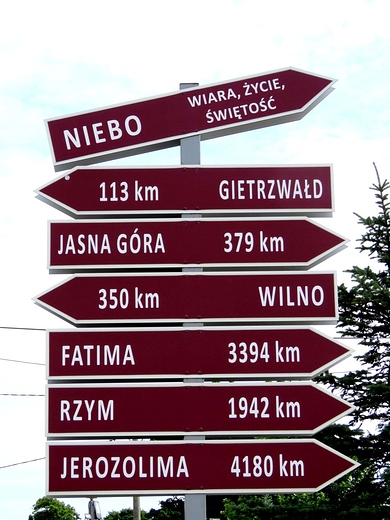 NIEBO WIARA, ŻYCIE,
ŚWIĘTOŚĆ
113 km GIETRZWAŁD
JASNA GÓRA 379 km
350 km WILNO
FATIMA 3394 km
RZYM 1942 km
JEROZOLIMA 4180 km